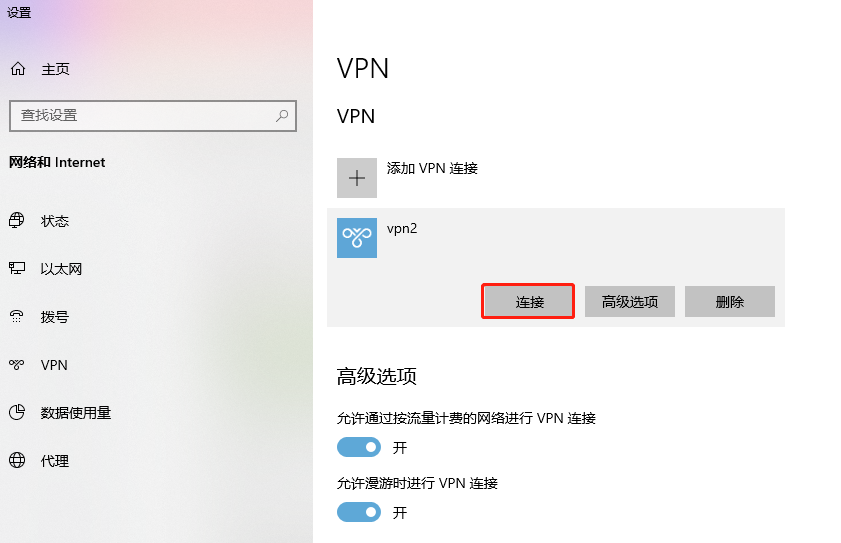 设置
主页
查找设置
网络和 Internet
状态
以太网
拨号
VPN
数据使用量
代理
VPN
VPN
添加 VPN 连接
vpn2
连接 高级选项 删除
高级选项
允许通过按流量计费的网络进行 VPN 连接
开
允许漫游时进行 VPN 连接
开